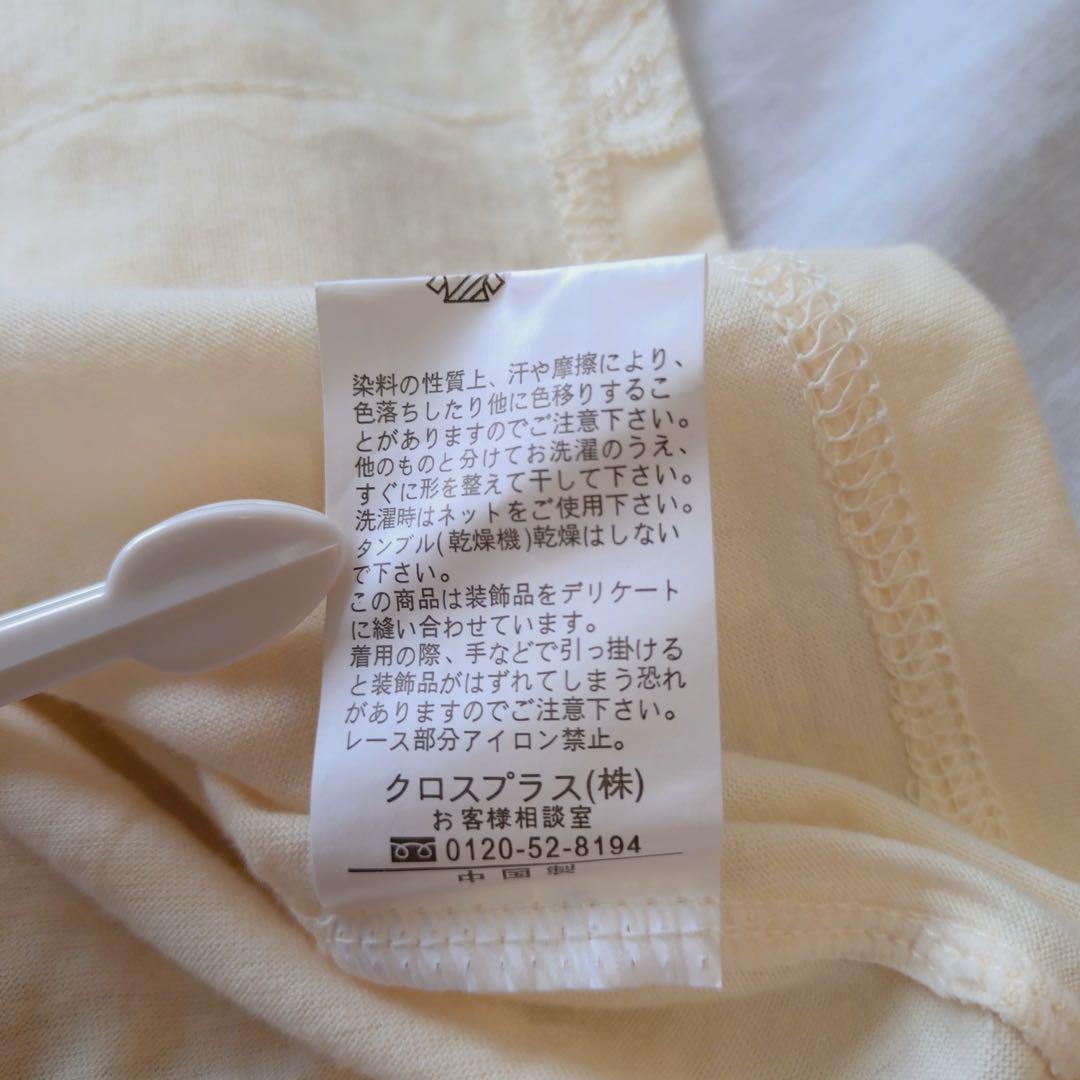 染料の性質上、汗や摩擦により、
色落ちしたり他に色移りするこ
とがありますのでご注意下さい。
他のものと分けてお洗濯のうえ、
すぐに形を整えて干して下さい。
洗濯時はネットをご使用下さい。
タンブル(乾燥機)乾燥はしない
で下さい。
この商品は装飾品をデリケート
に縫い合わせています。
着用の際、手などで引っ掛ける
と装飾品がはずれてしまう恐れ
がありますのでご注意下さい。
レース部分アイロン禁止。
クロスプラス(株)
お客様相談室
0120-52-8194
中国製